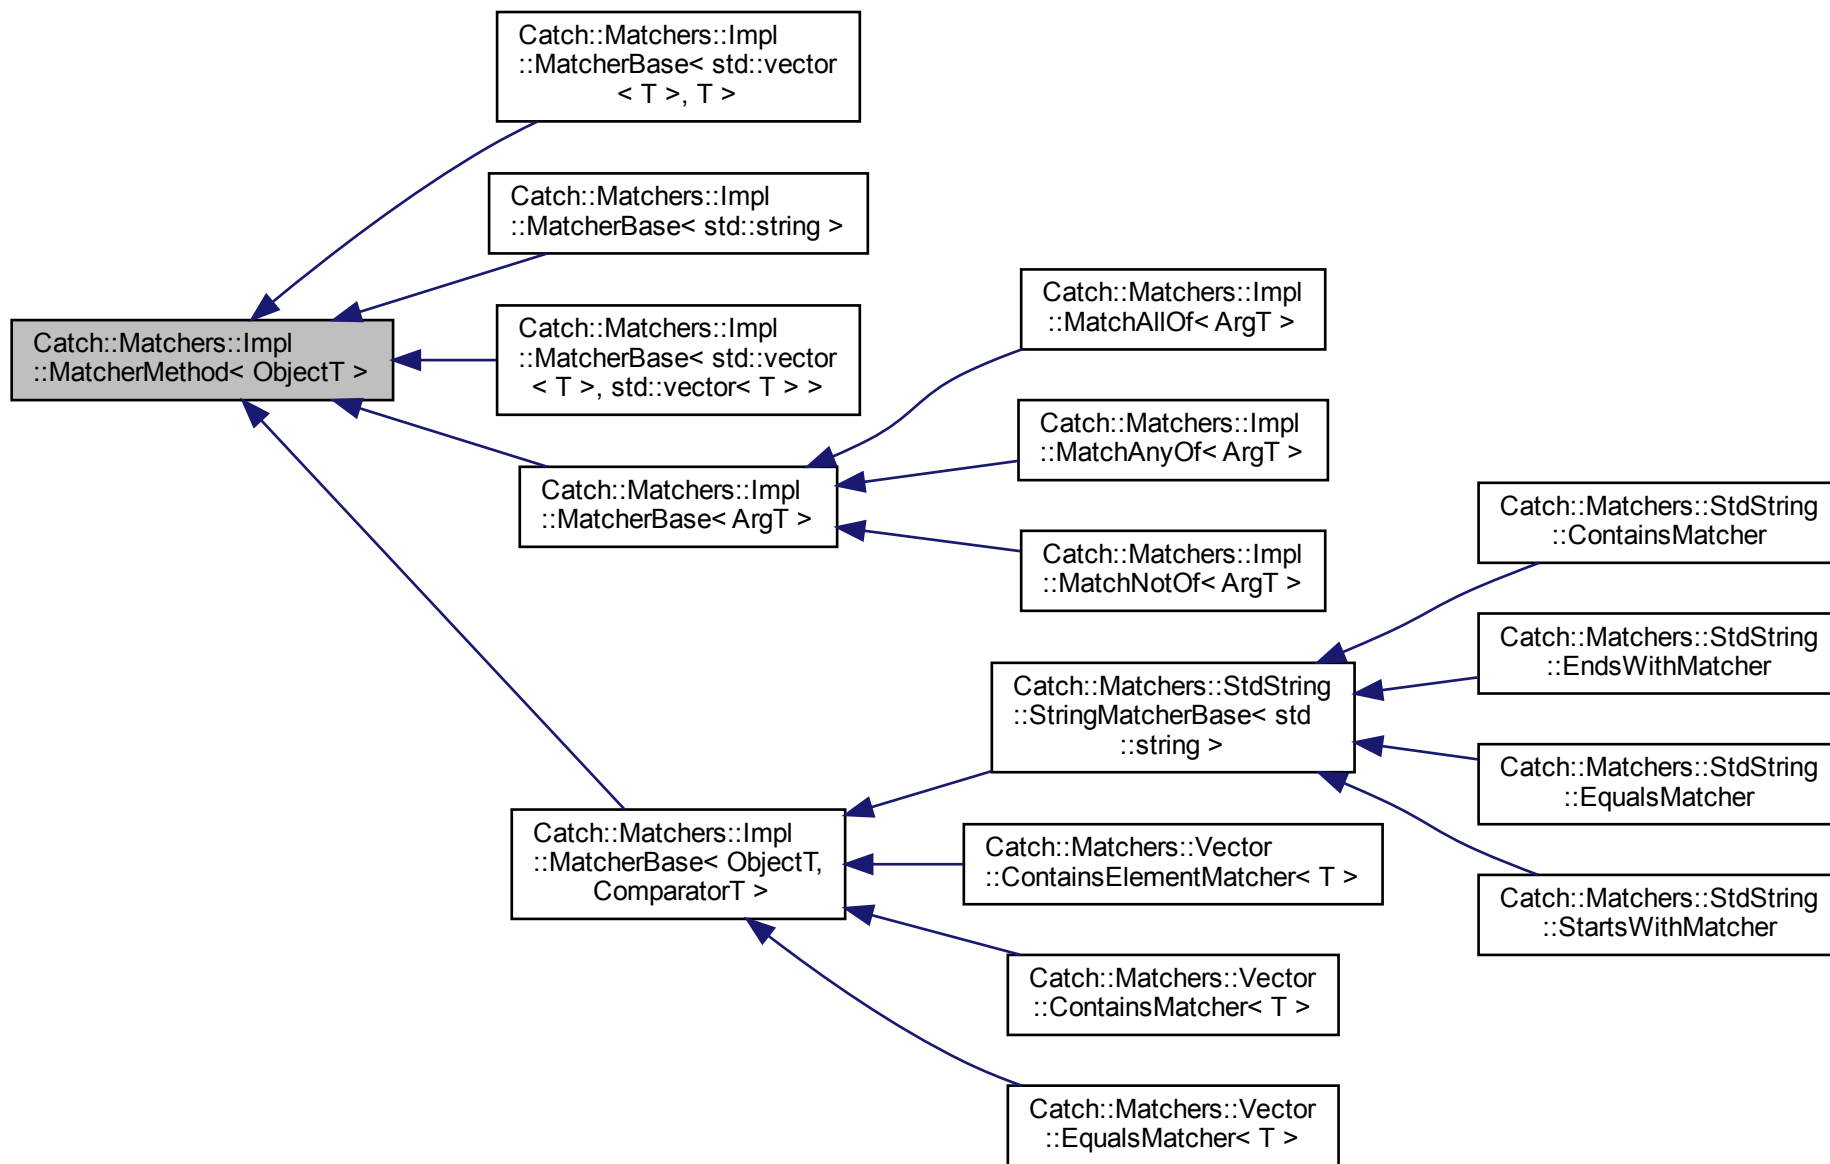 Catch::Matchers::Impl
::MatcherBase< std::vector
< T >, T >
Catch::Matchers::Impl
::MatcherBase< std::string >
Catch::Matchers::Impl
::MatcherMethod< ObjectT >
Catch::Matchers::Impl
::MatcherBase< std::vector
< T >, std::vector< T > >
Catch::Matchers::Impl
::MatchAllOf< ArgT >
Catch::Matchers::Impl
::MatchAnyOf< ArgT >
Catch::Matchers::Impl
::MatcherBase< ArgT >
Catch::Matchers::Impl
::MatchNotOf< ArgT >
Catch::Matchers::StdString
::ContainsMatcher
Catch::Matchers::StdString
::EndsWithMatcher
Catch::Matchers::StdString
::StringMatcherBase< std
::string >
Catch::Matchers::StdString
::EqualsMatcher
Catch::Matchers::Impl
::MatcherBase< ObjectT,
ComparatorT >
Catch::Matchers::Vector
::ContainsElementMatcher< T >
Catch::Matchers::StdString
::StartsWithMatcher
Catch::Matchers::Vector
::ContainsMatcher< T >
Catch::Matchers::Vector
::EqualsMatcher< T >